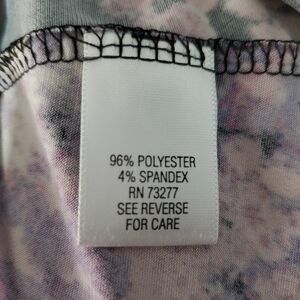 96% POLYESTER
4% SPANDEX
RN 73277
SEE REVERSE
FOR CARE